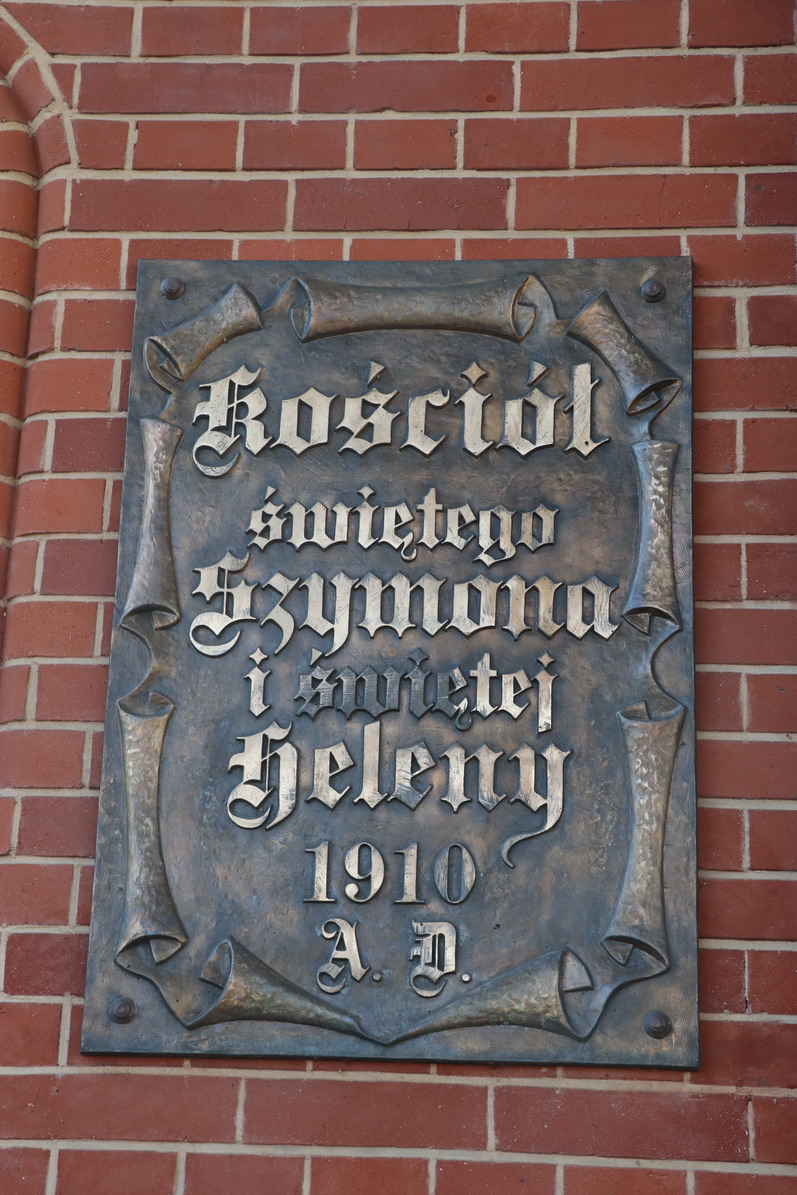 Kościół
świętego
Szymona
i świętej
Heleny
1910
A. D.